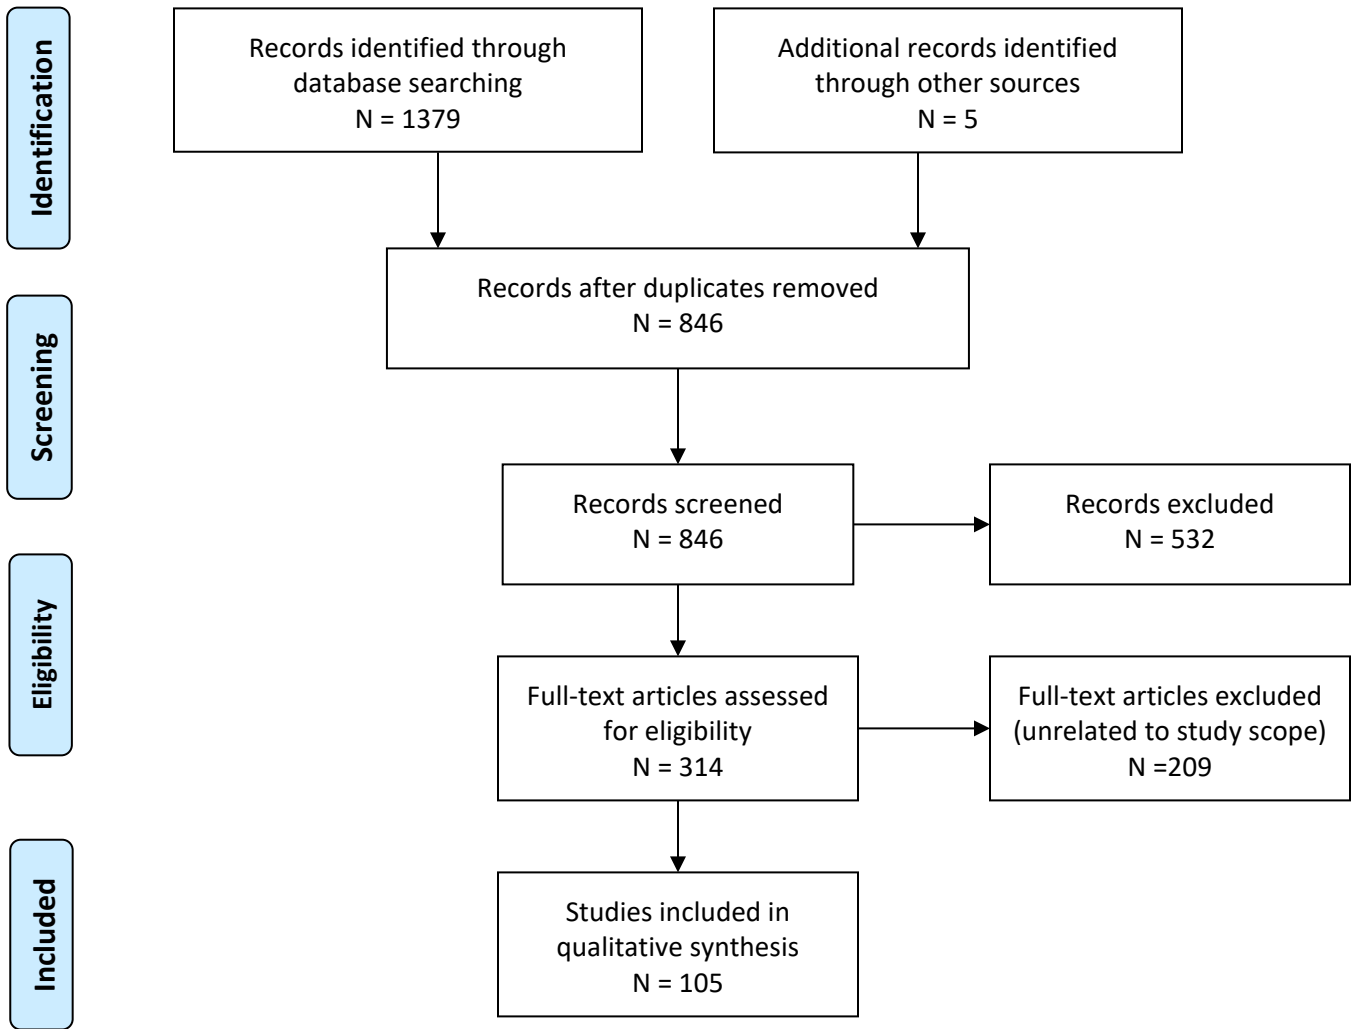 Identification
Records identified through
database searching
N = 1379
Additional records identified
through other sources
N = 5
Records after duplicates removed
N = 846
Screening
Records screened
N = 846
Records excluded
N = 532
Eligibility
Full-text articles assessed
for eligibility
N = 314
Full-text articles excluded
(unrelated to study scope)
N =209
Included
Studies included in
qualitative synthesis
N = 105